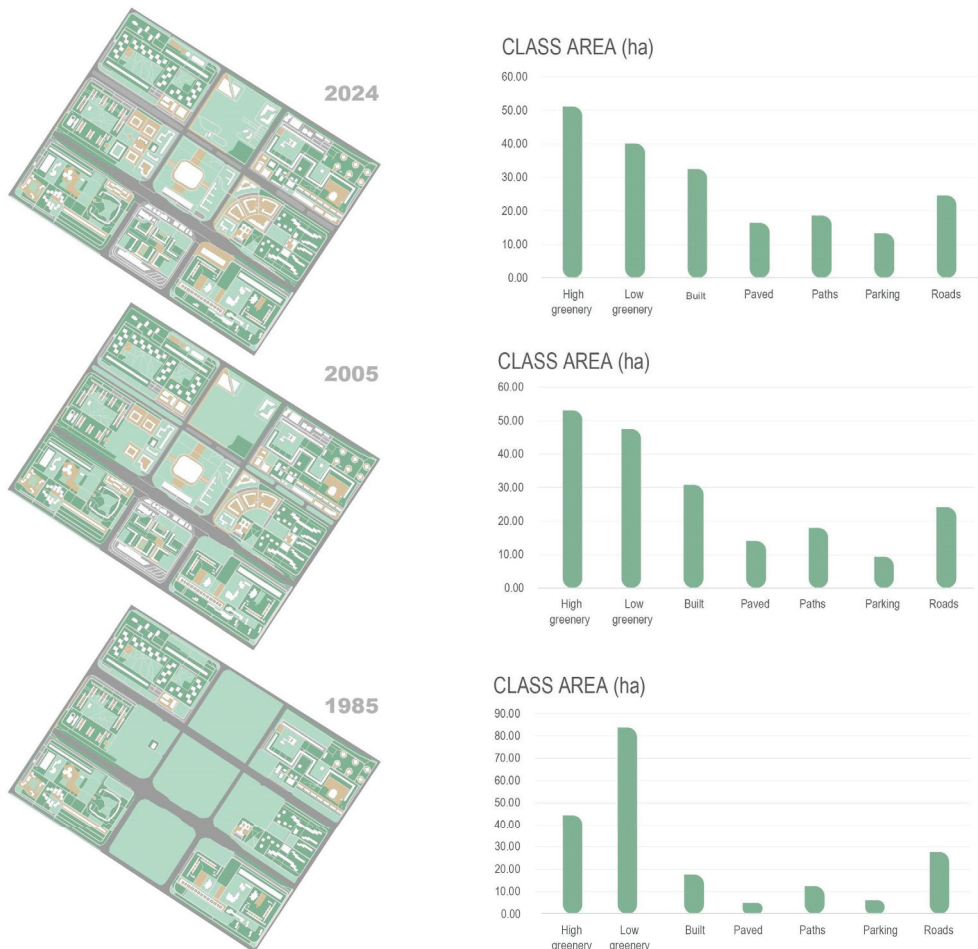 2024
CLASS AREA (ha)
60.00
50.00
40.00
30.00
20.00
10.00
0.00
High greenery
Low greenery
Built
Paved
Paths
Parking
Roads
2005
CLASS AREA (ha)
60.00
50.00
40.00
30.00
20.00
10.00
0.00
High greenery
Low greenery
Built
Paved
Paths
Parking
Roads
1985
CLASS AREA (ha)
90.00
80.00
70.00
60.00
50.00
40.00
30.00
20.00
10.00
0.00
High greenery
Low greenery
Built
Paved
Paths
Parking
Roads